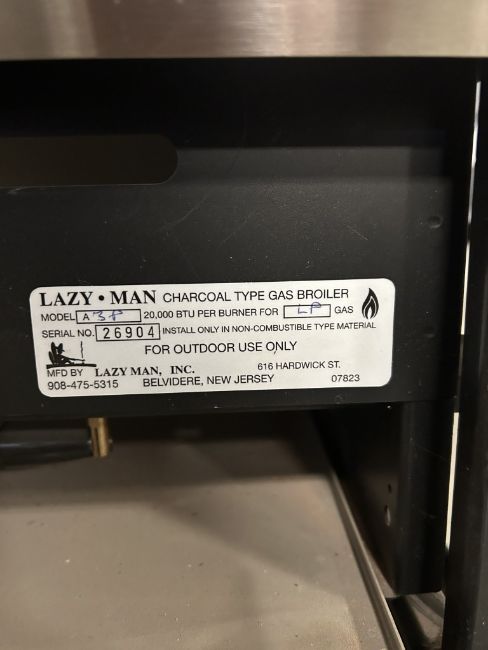 LAZY • MAN CHARCOAL TYPE GAS BROILER
MODEL A 3P 20,000 BTU PER BURNER FOR LP GAS
SERIAL NO. 26904 INSTALL ONLY IN NON-COMBUSTIBLE TYPE MATERIAL
FOR OUTDOOR USE ONLY
MFD BY LAZY MAN, INC. 616 HARDWICK ST.
908-475-5315 BELVIDERE, NEW JERSEY 07823